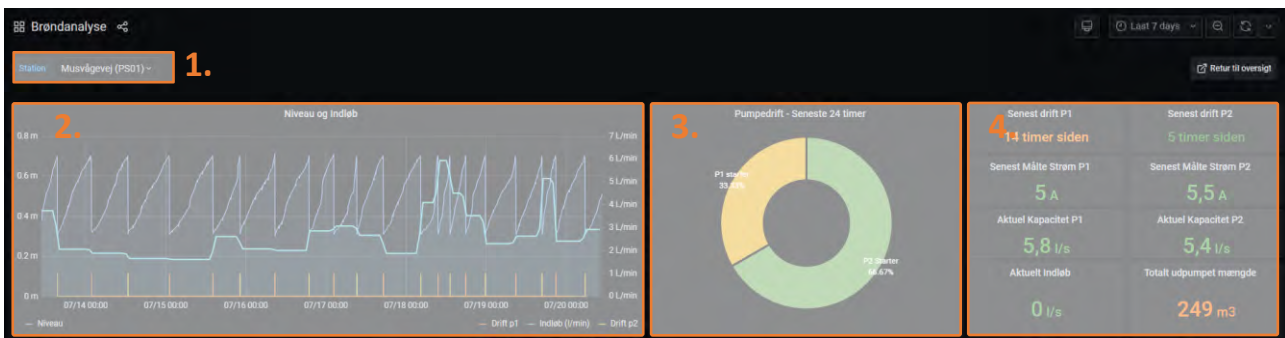 Brøndanalyse
Last 7 days
Station Musvågevej (PS01)
1.
Retur til oversigt
2.
Niveau og Indløb
0.8 m
0.6 m
0.4 m
0.2 m
0 m
7 L/min
6 L/min
5 L/min
4 L/min
3 L/min
2 L/min
1 L/min
0 L/min
07/14 00:00 07/15 00:00 07/16 00:00 07/17 00:00 07/18 00:00 07/19 00:00 07/20 00:00
Niveau
Drift p1 Indløb (l/min) Drift p2
3.
Pumpedrift - Seneste 24 timer
P1 starter
33.33%
P2 Starter
66.67%
4.
Senest drift P1
14 timer siden
Senest drift P2
5 timer siden
Senest Målte Strøm P1
5 A
Senest Målte Strøm P2
5,5 A
Aktuel Kapacitet P1
5,8 l/s
Aktuel Kapacitet P2
5,4 l/s
Aktuelt Indløb
0 l/s
Totalt udpumpet mængde
249 m3